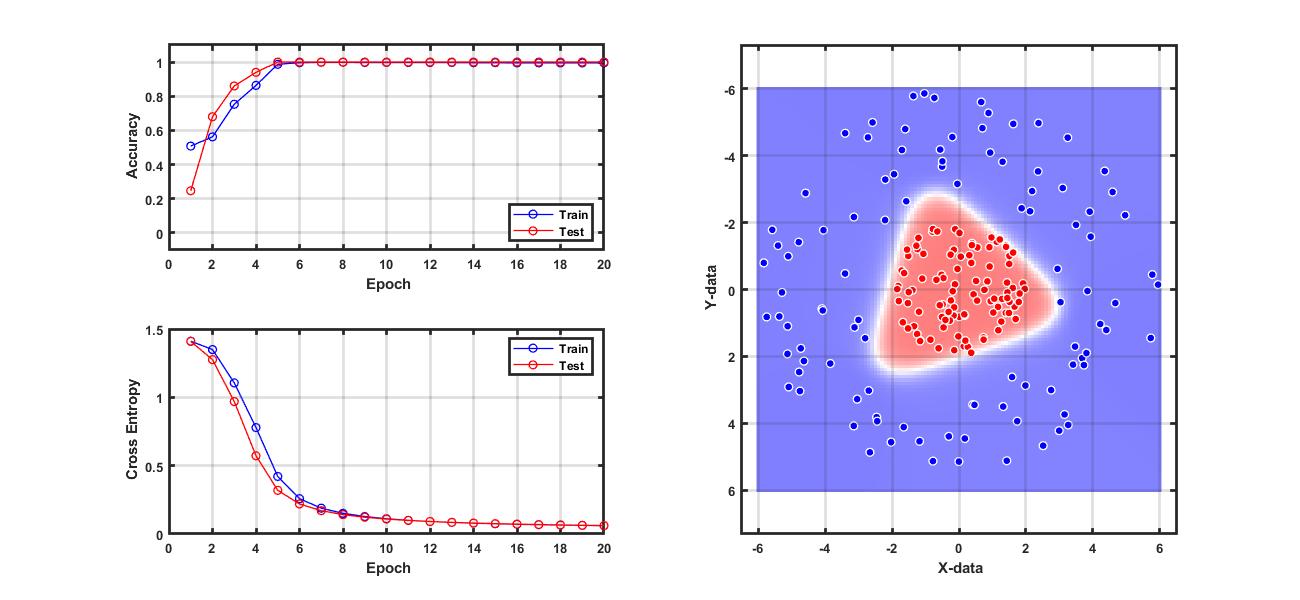 1
0.8
0.6
0.4
0.2
0
Accuracy
0 2 4 6 8 10 12 14 16 18 20
Epoch
Train
Test
1.5
1
0.5
0
Cross Entropy
0 2 4 6 8 10 12 14 16 18 20
Epoch
Train
Test
-6
-4
-2
0
2
4
6
Y-data
-6 -4 -2 0 2 4 6
X-data